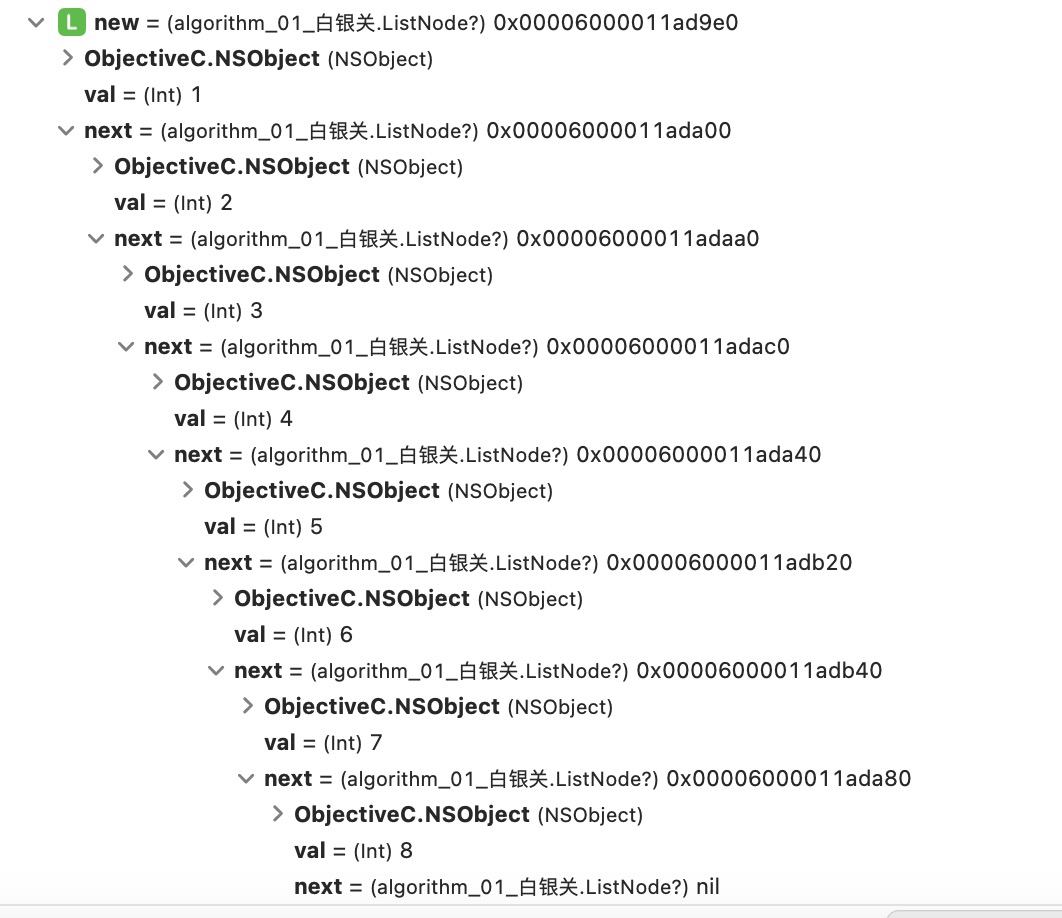 L new = (algorithm_01_白银关.ListNode?) 0x00006000011ad9e0
ObjectiveC.NSObject (NSObject)
val = (Int) 1
next = (algorithm_01_白银关.ListNode?) 0x00006000011ada00
ObjectiveC.NSObject (NSObject)
val = (Int) 2
next = (algorithm_01_白银关.ListNode?) 0x00006000011adaa0
ObjectiveC.NSObject (NSObject)
val = (Int) 3
next = (algorithm_01_白银关.ListNode?) 0x00006000011adac0
ObjectiveC.NSObject (NSObject)
val = (Int) 4
next = (algorithm_01_白银关.ListNode?) 0x00006000011ada40
ObjectiveC.NSObject (NSObject)
val = (Int) 5
next = (algorithm_01_白银关.ListNode?) 0x00006000011adb20
ObjectiveC.NSObject (NSObject)
val = (Int) 6
next = (algorithm_01_白银关.ListNode?) 0x00006000011adb40
ObjectiveC.NSObject (NSObject)
val = (Int) 7
next = (algorithm_01_白银关.ListNode?) 0x00006000011ada80
ObjectiveC.NSObject (NSObject)
val = (Int) 8
next = (algorithm_01_白银关.ListNode?) nil